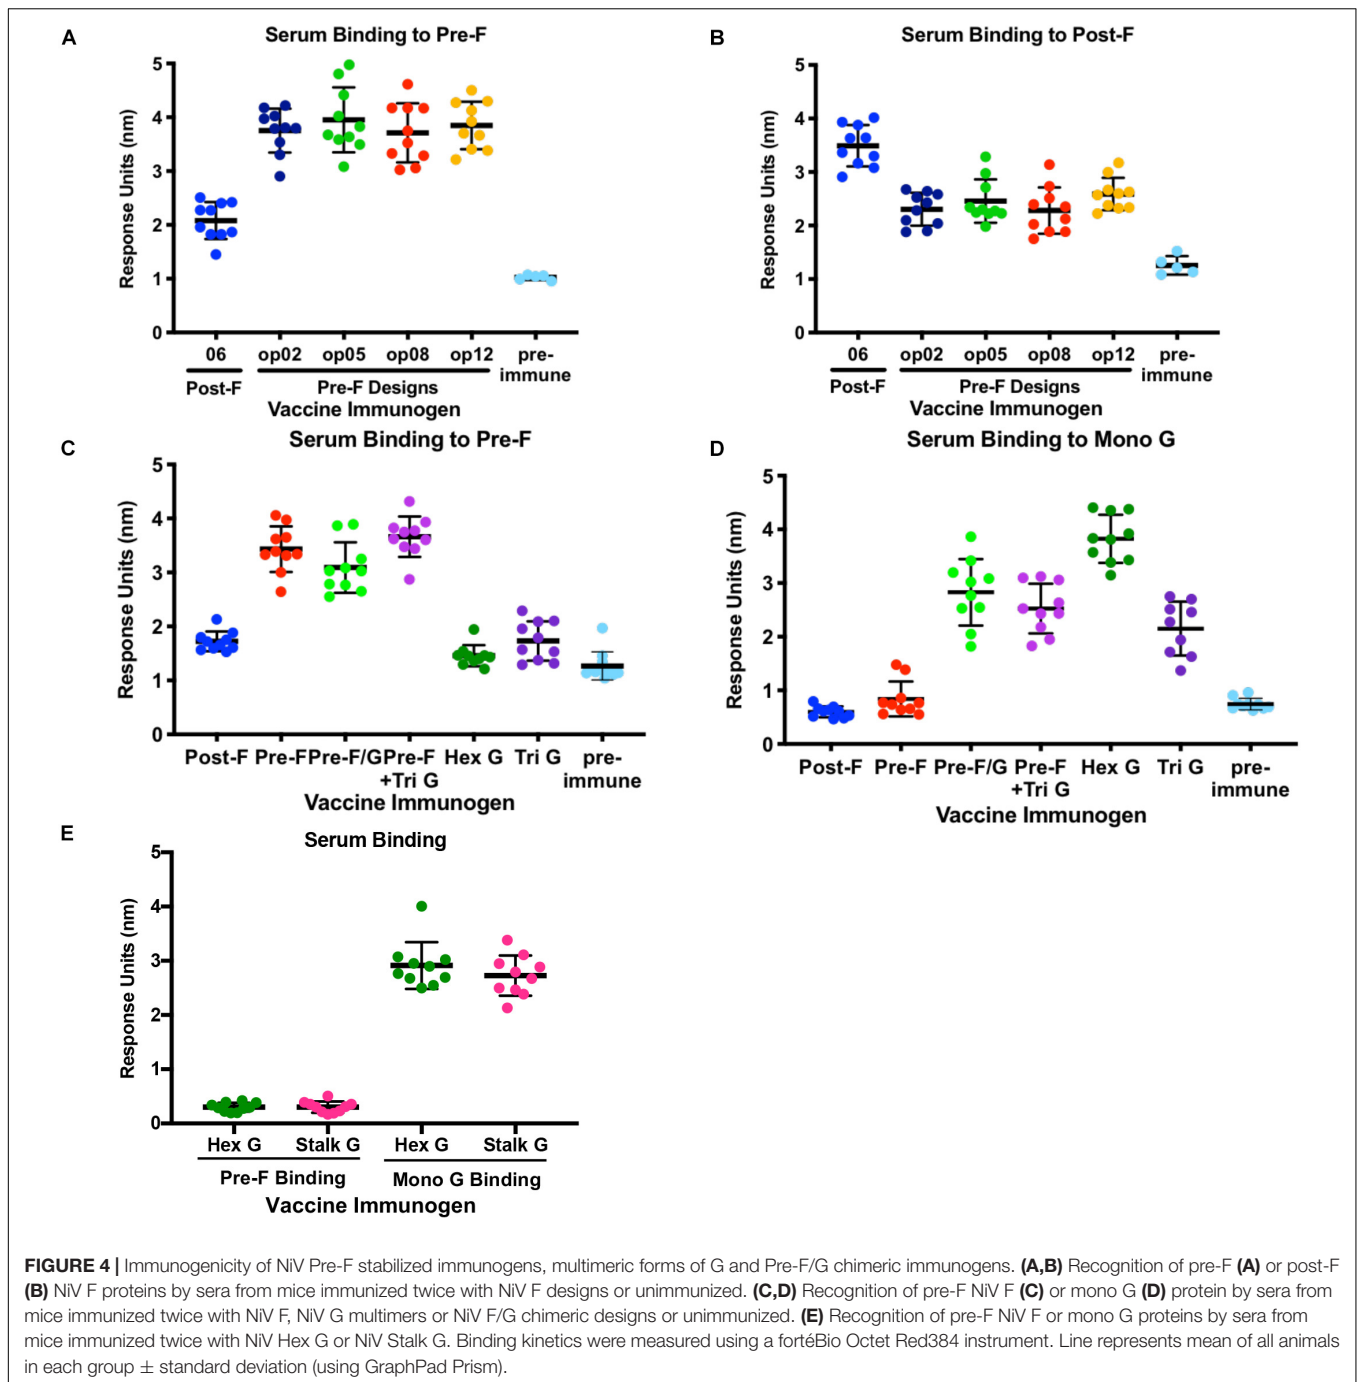 A
Serum Binding to Pre-F
Response Units (nm)
5
4
3
2
1
0
06 op02 op05 op08 op12 pre-
immune
Post-F Pre-F Designs
Vaccine Immunogen
B
Serum Binding to Post-F
Response Units (nm)
5
4
3
2
1
0
06 op02 op05 op08 op12 pre-
immune
Post-F Pre-F Designs
Vaccine Immunogen
C
Serum Binding to Pre-F
Response Units (nm)
5
4
3
2
1
0
Post-F Pre-F Pre-F/G Pre-F Hex G Tri G pre-
+Tri G immune
Vaccine Immunogen
D
Serum Binding to Mono G
Response Units (nm)
5
4
3
2
1
0
Post-F Pre-F Pre-F/G Pre-F Hex G Tri G pre-
+Tri G immune
Vaccine Immunogen
E
Serum Binding
Response Units (nm)
5
4
3
2
1
0
Hex G Stalk G Hex G Stalk G
Pre-F Binding Mono G Binding
Vaccine Immunogen
FIGURE 4 | Immunogenicity of NiV Pre-F stabilized immunogens, multimeric forms of G and Pre-F/G chimeric immunogens. (A,B) Recognition of pre-F (A) or post-F
(B) NiV F proteins by sera from mice immunized twice with NiV F designs or unimmunized. (C,D) Recognition of pre-F NiV F (C) or mono G (D) protein by sera from
mice immunized twice with NiV F, NiV G multimers or NiV F/G chimeric designs or unimmunized. (E) Recognition of pre-F NiV F or mono G proteins by sera from
mice immunized twice with NiV Hex G or NiV Stalk G. Binding kinetics were measured using a fortéBio Octet Red384 instrument. Line represents mean of all animals
in each group ± standard deviation (using GraphPad Prism).